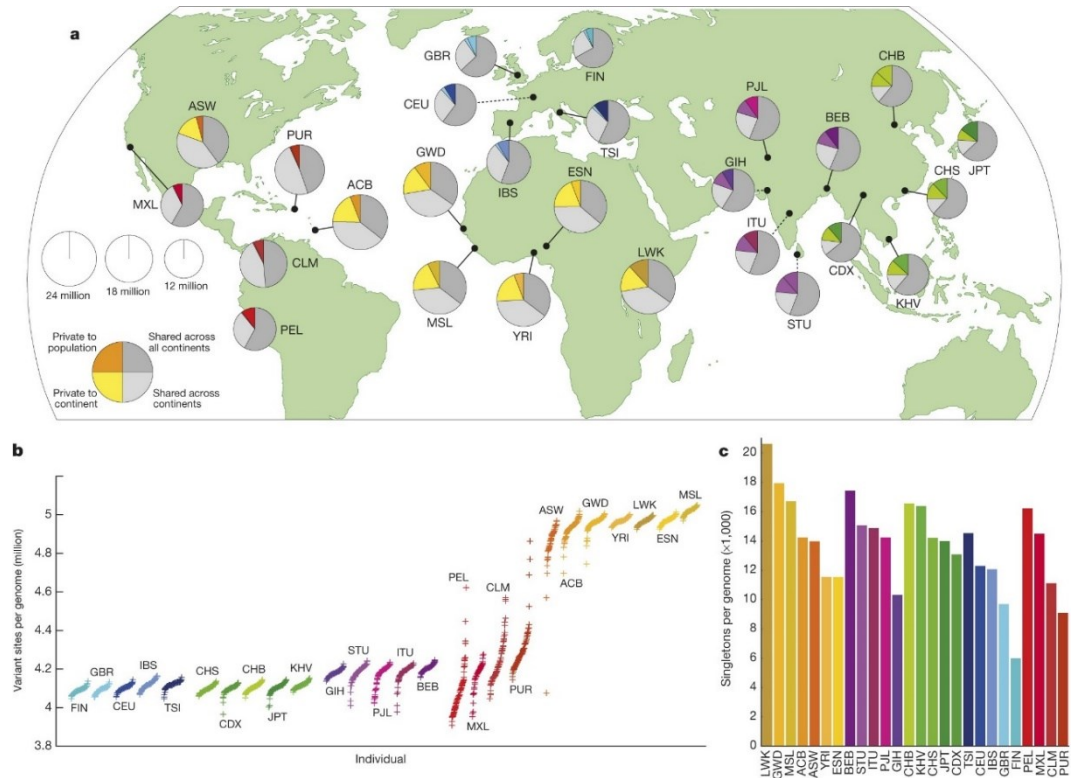 a
GBR
FIN
CHB
CEU
PJL
ASW
BEB
PUR
TSI
GWD
IBS
ESN
GIH
CHS
JPT
MXL
ACB
ITU
LWK
CDX
CLM
24 million
18 million
12 million
MSL
YRI
STU
KHV
PEL
Private to
population
Shared across
all continents
Private to
continent
Shared across
continents
b
Variant sites per genome (million)
5
4.8
4.6
4.4
4.2
4
3.8
FIN
GBR
CEU
IBS
TSI
CHS
CDX
CHB
JPT
KHV
GIH
STU
PJL
ITU
BEB
PEL
MXL
CLM
PUR
ASW
ACB
GWD
YRI
LWK
ESN
MSL
Individual
c
Singletons per genome (×1,000)
20
18
16
14
12
10
8
6
4
2
0
LWK
GWD
MSL
ACB
ASW
YRI
ESN
BEB
STU
ITU
PJL
GIH
CHB
KHV
CHS
JPT
CDX
TSI
CEU
IBS
GBR
FIN
PEL
MXL
CLM
PUR